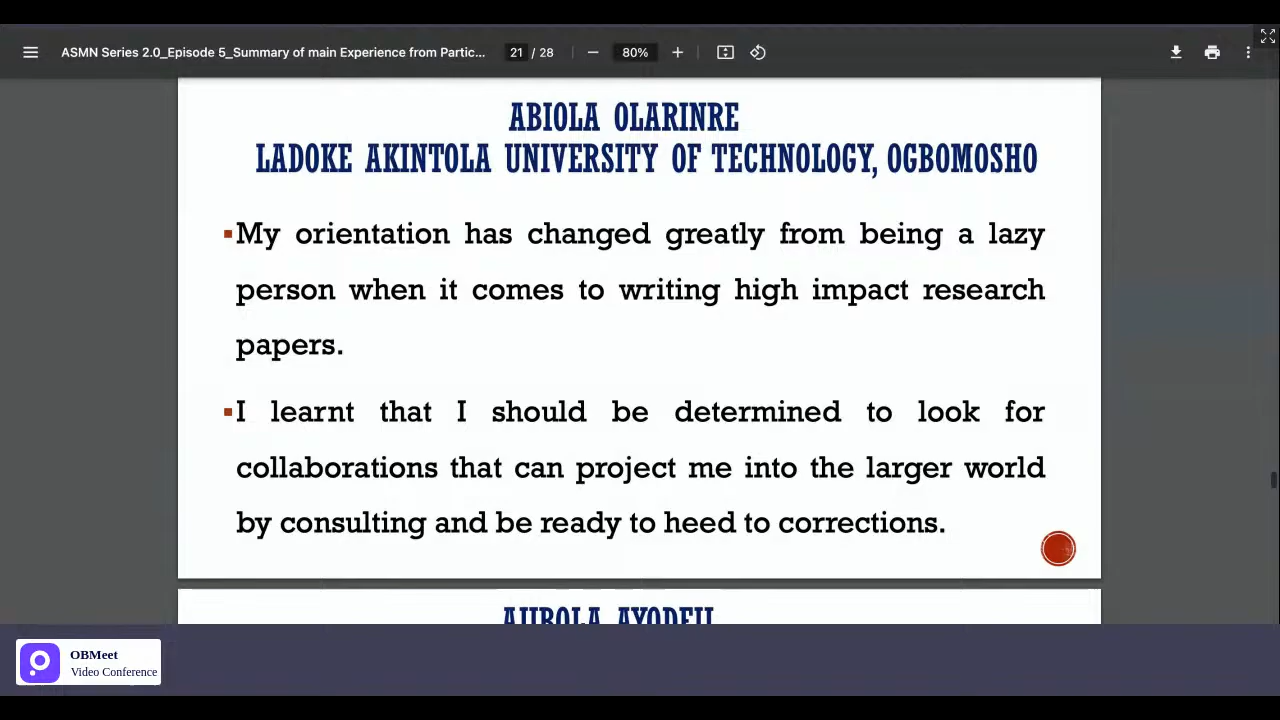 ASMN Series 2.0_Episode 5_Summary of main Experience from Partic...
21 / 28
80%
ABIOLA OLARINRE
LADOKE AKINTOLA UNIVERSITY OF TECHNOLOGY, OGBOMOSHO
▪My orientation has changed greatly from being a lazy
person when it comes to writing high impact research
papers.
▪I learnt that I should be determined to look for
collaborations that can project me into the larger world
by consulting and be ready to heed to corrections.
OBMeet
Video Conference